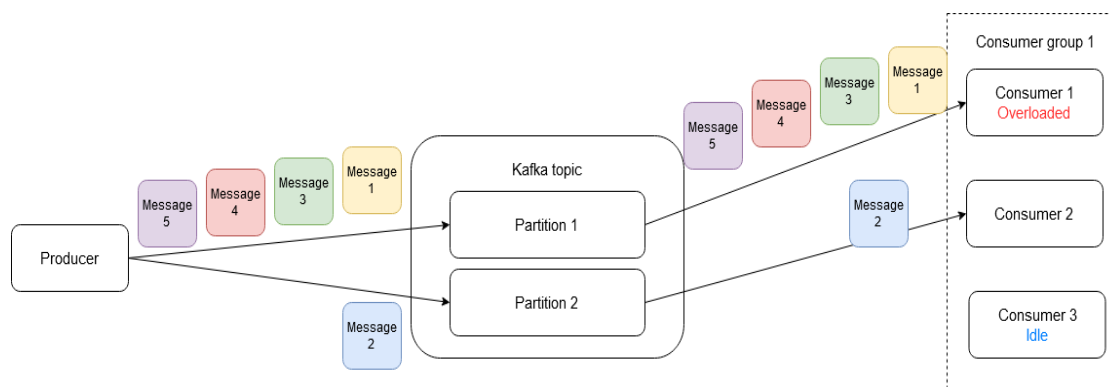 Consumer group 1
Message
1
Message
3
Message
4
Message
5
Consumer 1
Overloaded
Message
1
Message
3
Message
4
Message
5
Kafka topic
Partition 1
Message
2
Consumer 2
Producer
Partition 2
Message
2
Consumer 3
Idle